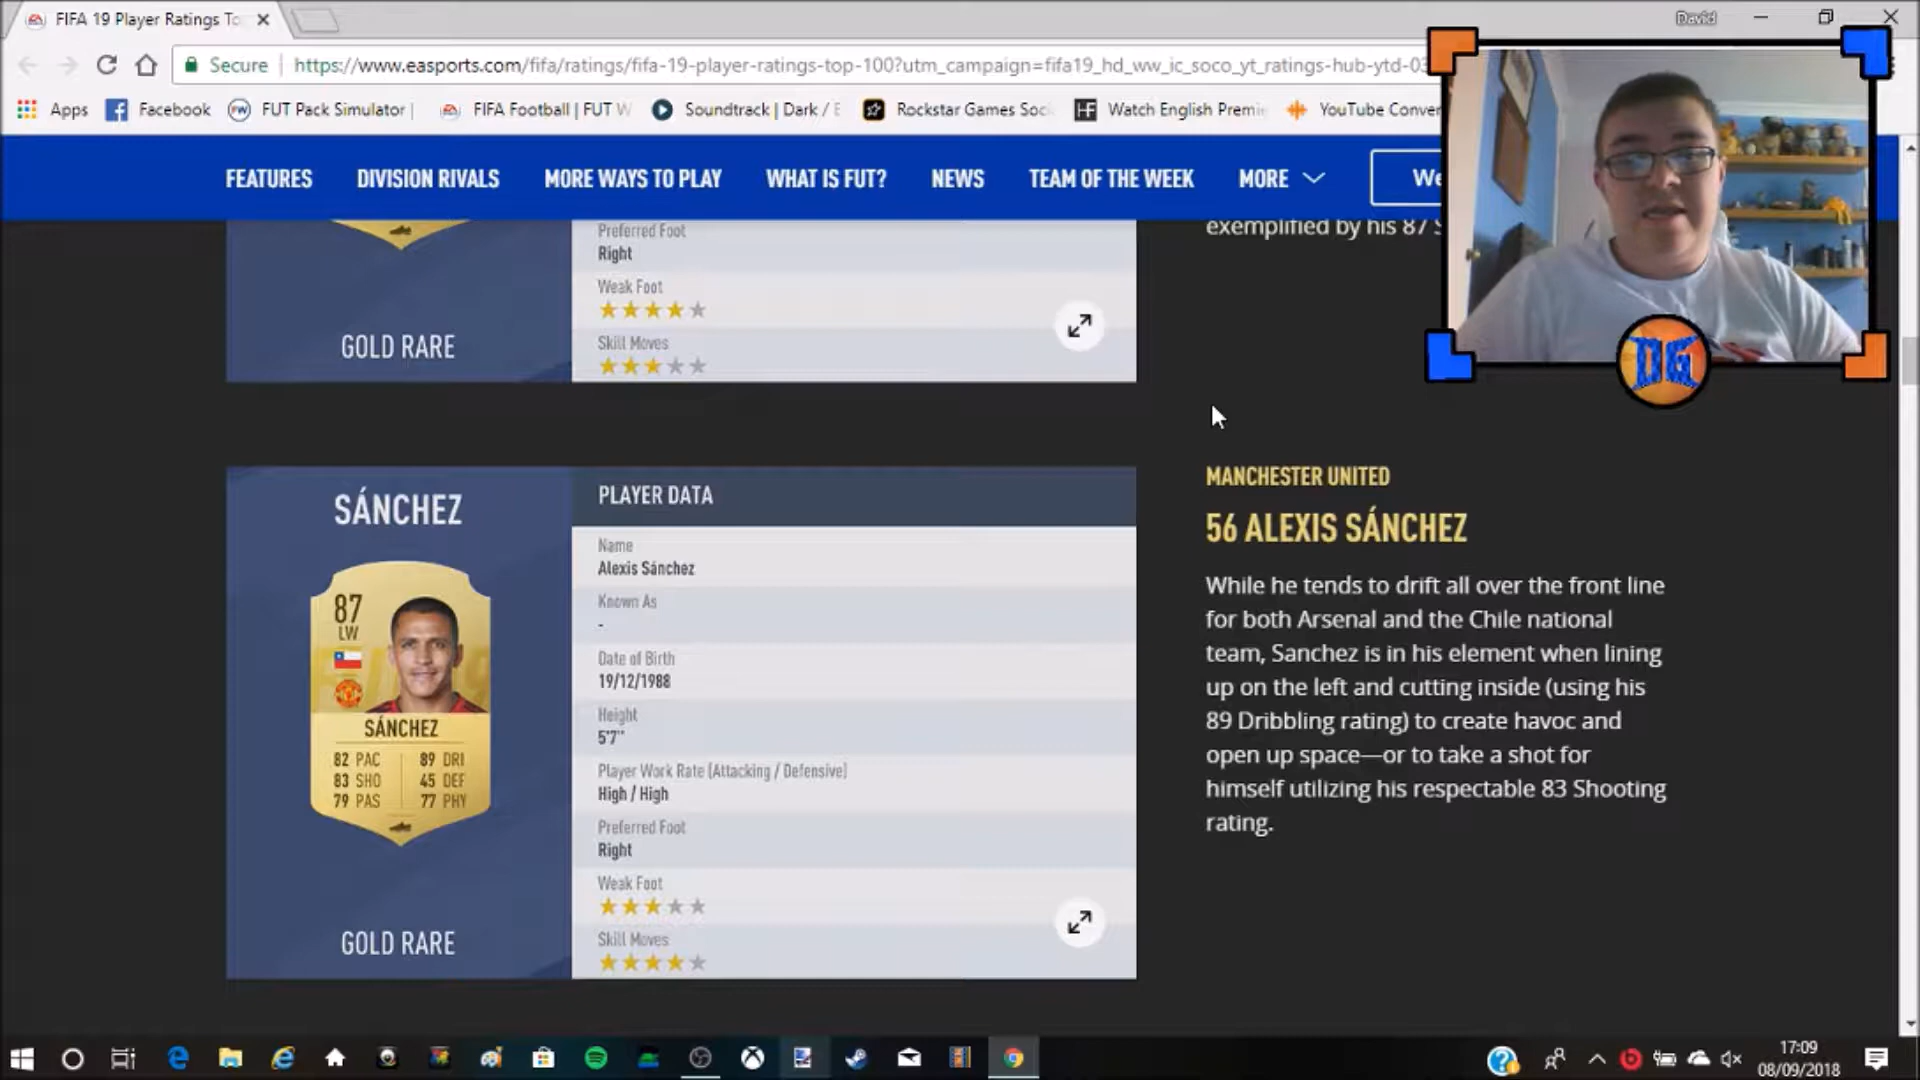 FIFA 19 Player Ratings To
David
Secure
https://www.easports.com/fifa/ratings/fifa-19-player-ratings-top-100?utm_campaign=fifa19_hd_ww_ic_soco_yt_ratings-hub-ytd-03
Apps
Facebook
FUT Pack Simulator |
FIFA Football | FUT W
Soundtrack | Dark / E
Rockstar Games Soc
Watch English Premie
YouTube Conver
FEATURES
DIVISION RIVALS
MORE WAYS TO PLAY
WHAT IS FUT?
NEWS
TEAM OF THE WEEK
MORE
We
GOLD RARE
Preferred Foot
Right
Weak Foot
Skill Moves
exemplified by his 87 S
DG
SÁNCHEZ
87
LW
SÁNCHEZ
82 PAC 89 DRI
83 SHO 45 DEF
79 PAS 77 PHY
GOLD RARE
PLAYER DATA
Name
Alexis Sánchez
Known As
-
Date of Birth
19/12/1988
Height
5'7"
Player Work Rate (Attacking / Defensive)
High / High
Preferred Foot
Right
Weak Foot
Skill Moves
MANCHESTER UNITED
56 ALEXIS SÁNCHEZ
While he tends to drift all over the front line
for both Arsenal and the Chile national
team, Sanchez is in his element when lining
up on the left and cutting inside (using his
89 Dribbling rating) to create havoc and
open up space—or to take a shot for
himself utilizing his respectable 83 Shooting
rating.
17:09
08/09/2018